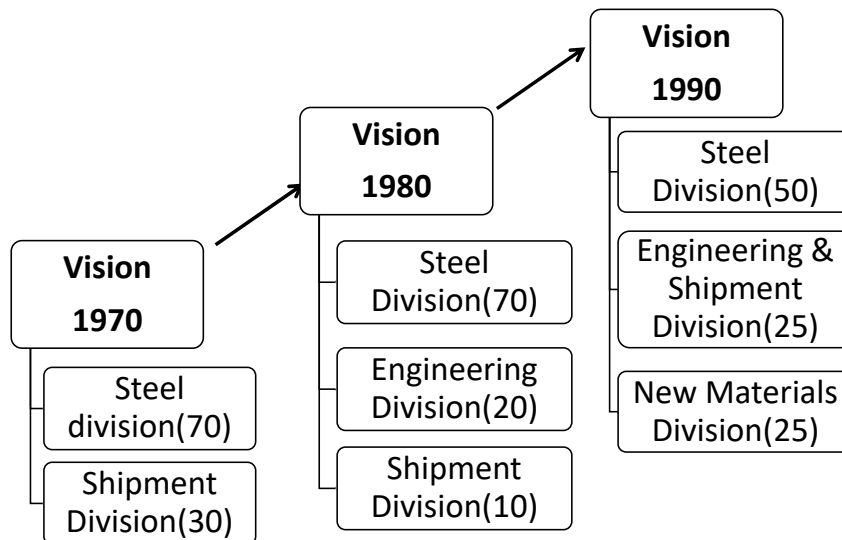 Vision
1970
Steel
division(70)
Shipment
Division(30)
Vision
1980
Steel
Division(70)
Engineering
Division(20)
Shipment
Division(10)
Vision
1990
Steel
Division(50)
Engineering &
Shipment
Division(25)
New Materials
Division(25)